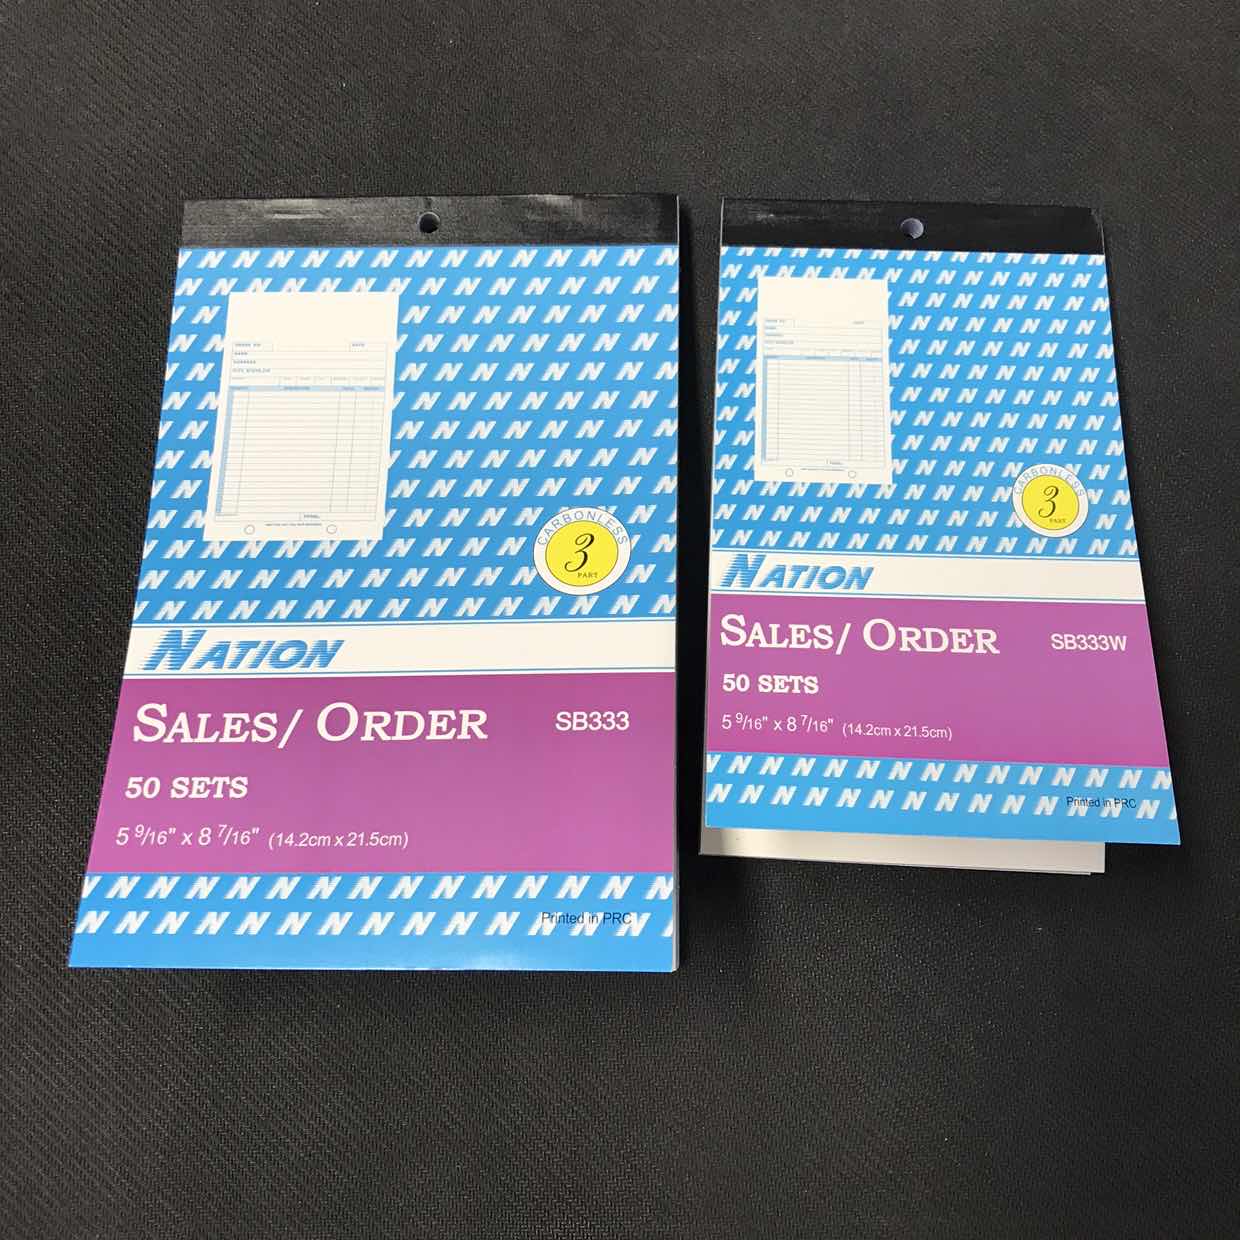 CARBONLESS
3
PART
NATION
SALES/ ORDER SB333
50 SETS
5 9/16" x 8 7/16" (14.2cm x 21.5cm)
Printed in PRC
CARBONLESS
3
PART
NATION
SALES/ ORDER SB333W
50 SETS
5 9/16" x 8 7/16" (14.2cm x 21.5cm)
Printed in PRC